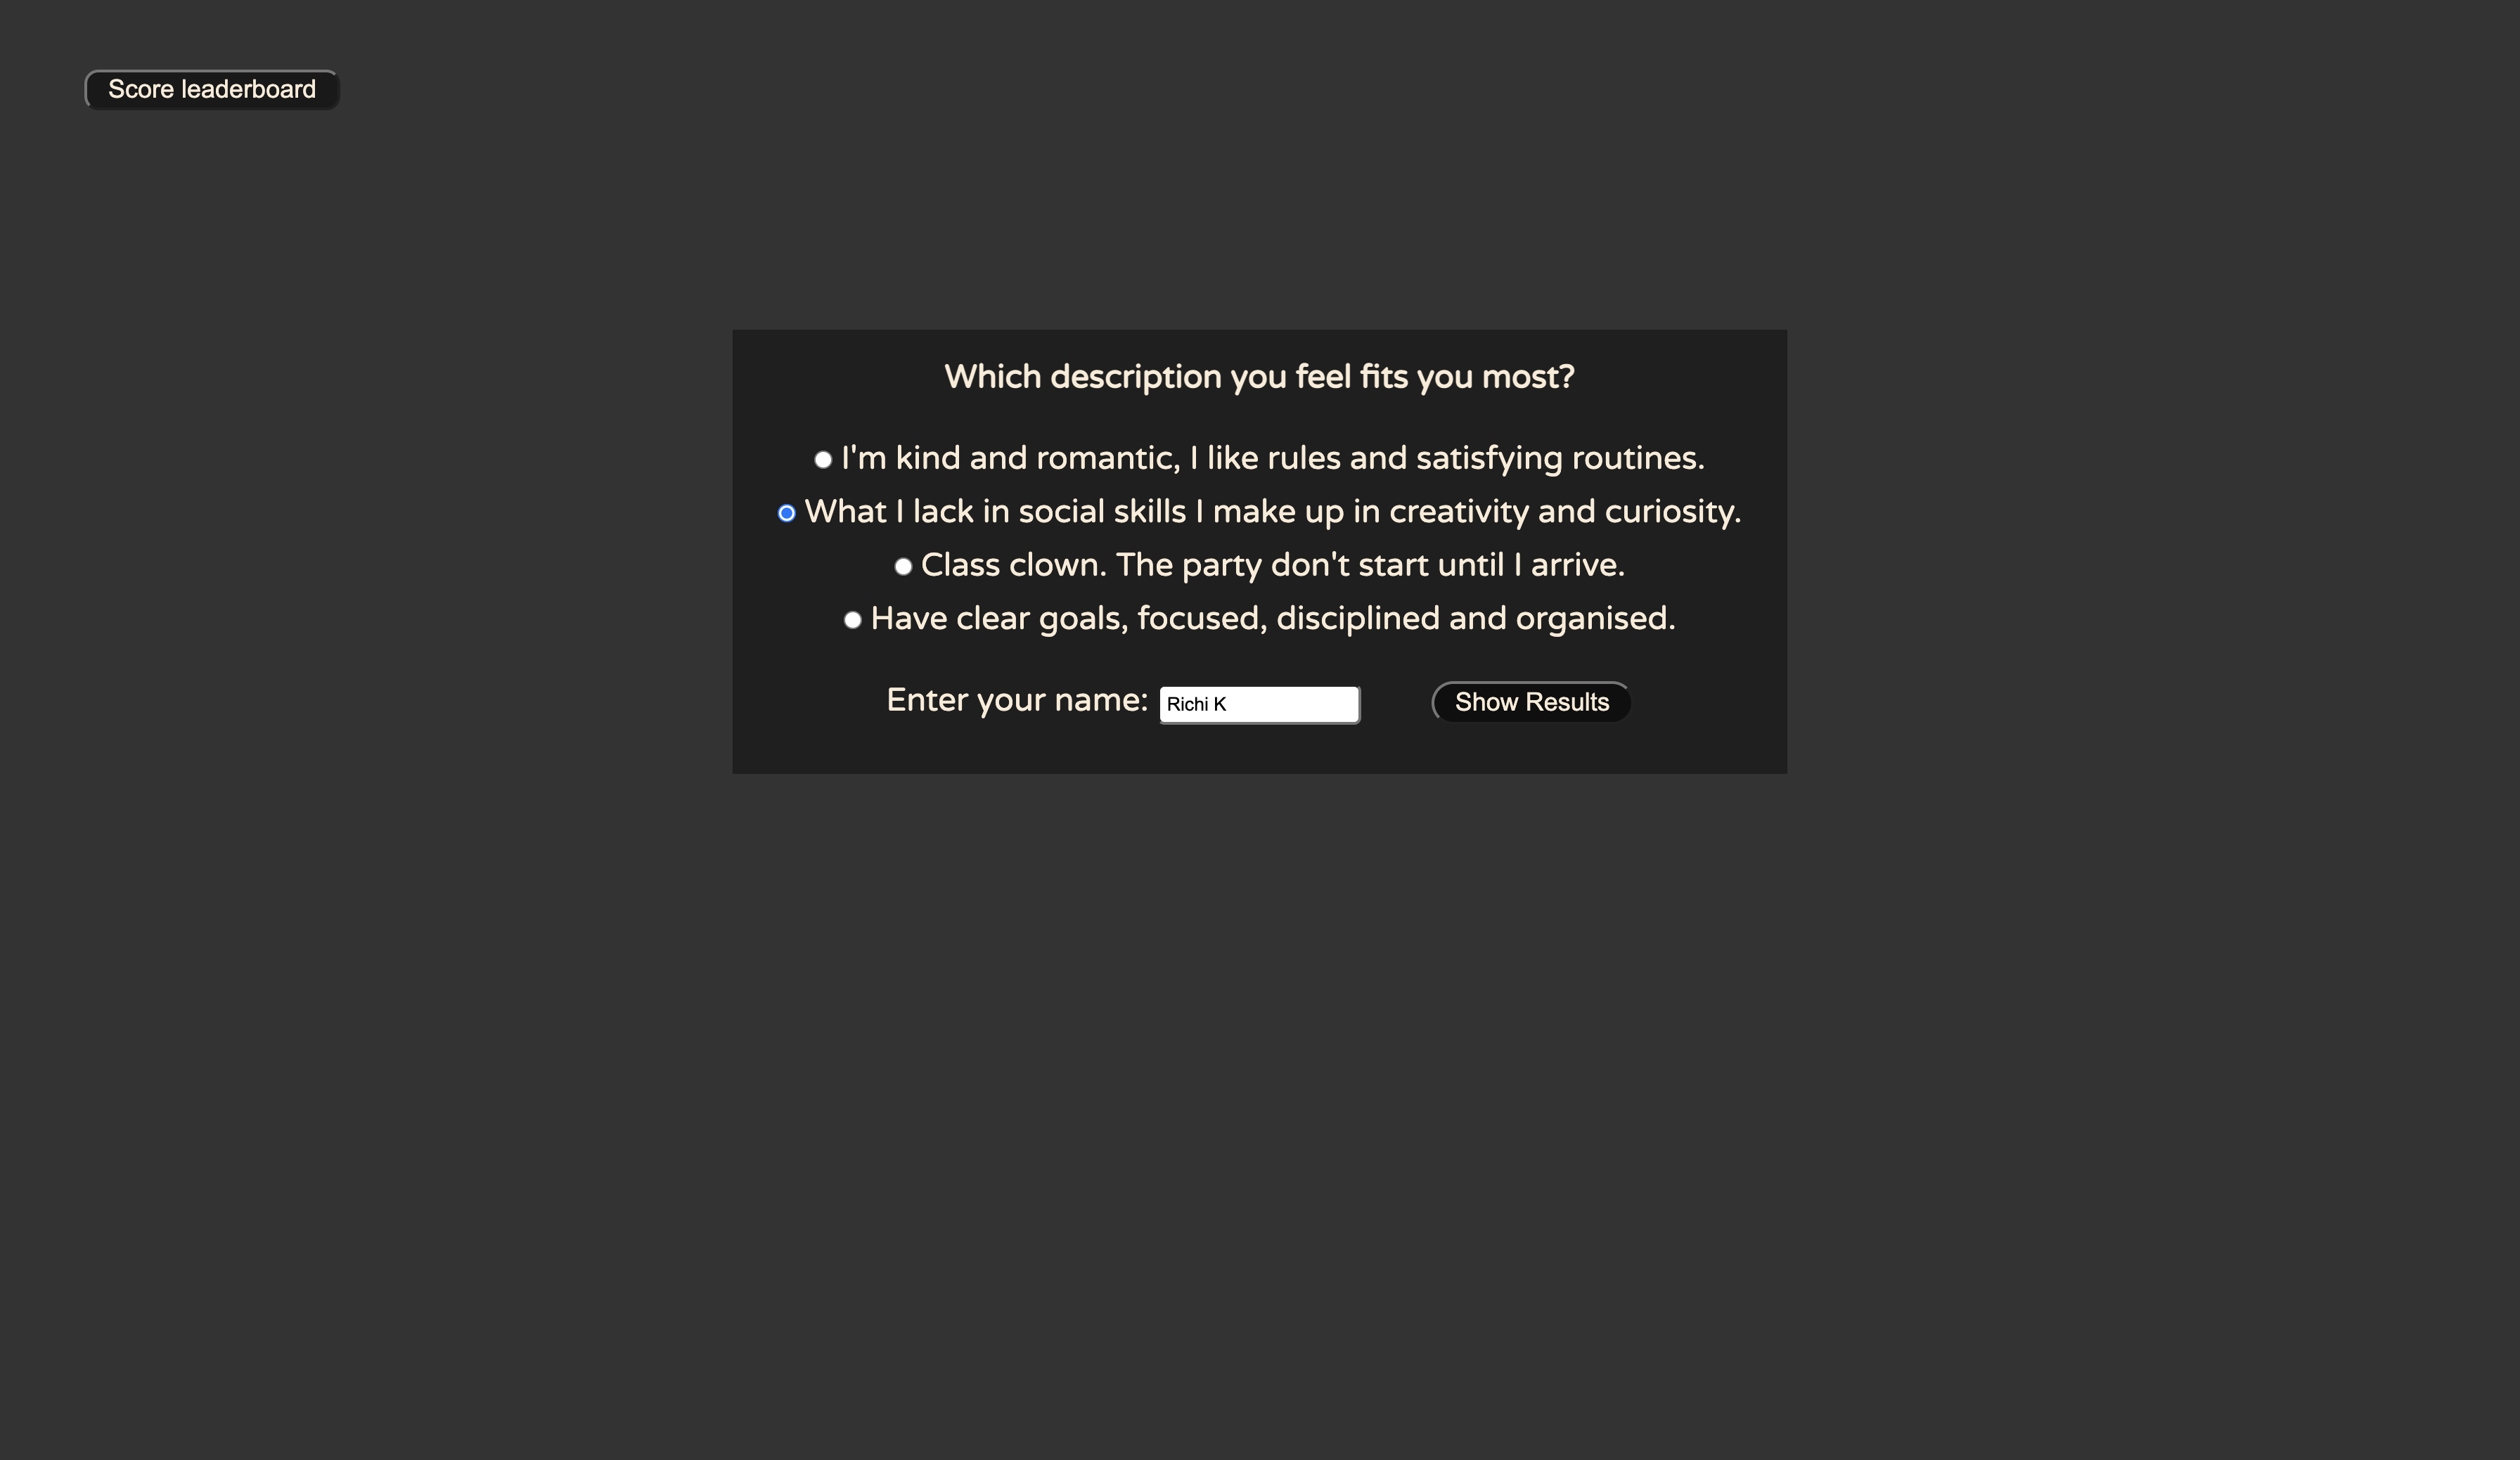 Score leaderboard
Which description you feel fits you most?
I'm kind and romantic, I like rules and satisfying routines.
What I lack in social skills I make up in creativity and curiosity.
Class clown. The party don't start until I arrive.
Have clear goals, focused, disciplined and organised.
Enter your name: Richi K Show Results